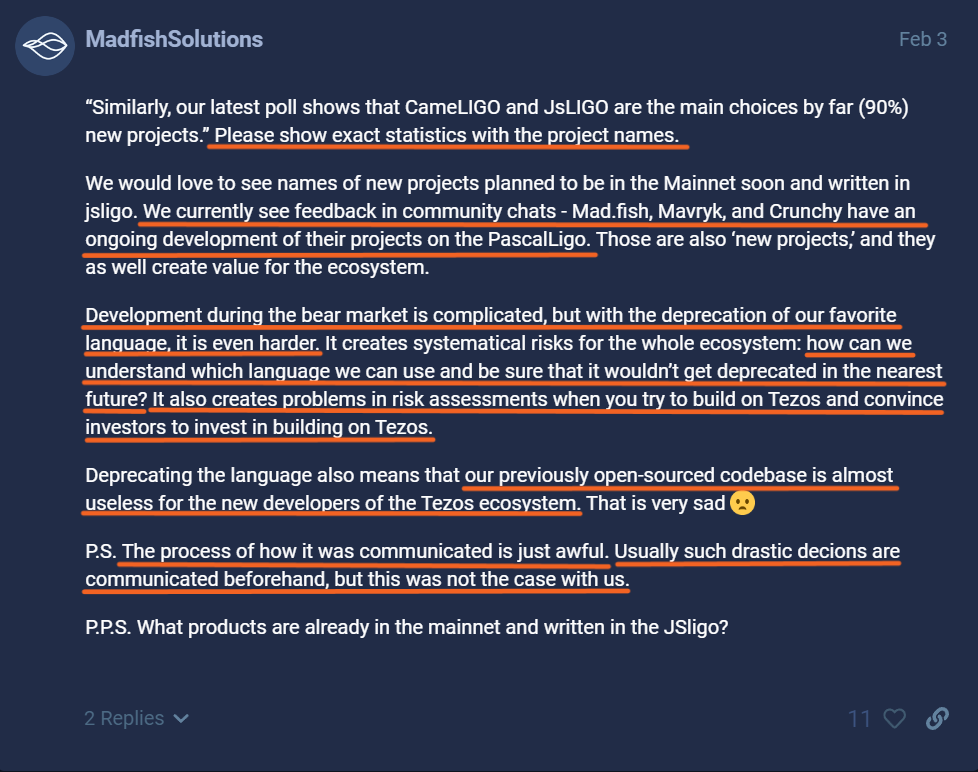 MadfishSolutions
Feb 3
“Similarly, our latest poll shows that CameLIGO and JsLIGO are the main choices by far (90%)
new projects.” Please show exact statistics with the project names.
We would love to see names of new projects planned to be in the Mainnet soon and written in
jsligo. We currently see feedback in community chats - Mad.fish, Mavryk, and Crunchy have an
ongoing development of their projects on the PascalLigo. Those are also ‘new projects,’ and they
as well create value for the ecosystem.
Development during the bear market is complicated, but with the deprecation of our favorite
language, it is even harder. It creates systematical risks for the whole ecosystem: how can we
understand which language we can use and be sure that it wouldn’t get deprecated in the nearest
future? It also creates problems in risk assessments when you try to build on Tezos and convince
investors to invest in building on Tezos.
Deprecating the language also means that our previously open-sourced codebase is almost
useless for the new developers of the Tezos ecosystem. That is very sad 🙁
P.S. The process of how it was communicated is just awful. Usually such drastic decions are
communicated beforehand, but this was not the case with us.
P.P.S. What products are already in the mainnet and written in the JSligo?
2 Replies
11